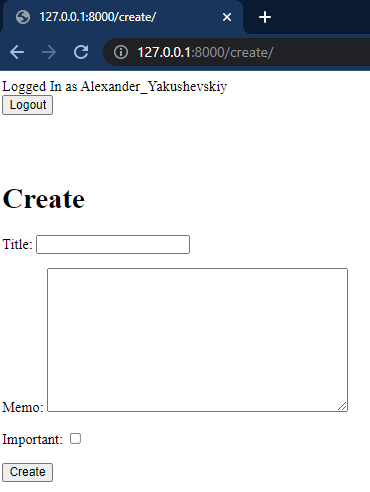 127.0.0.1:8000/create/
127.0.0.1:8000/create/
Logged In as Alexander_Yakushevskiy
Logout
Create
Title:
Memo:
Important:
Create